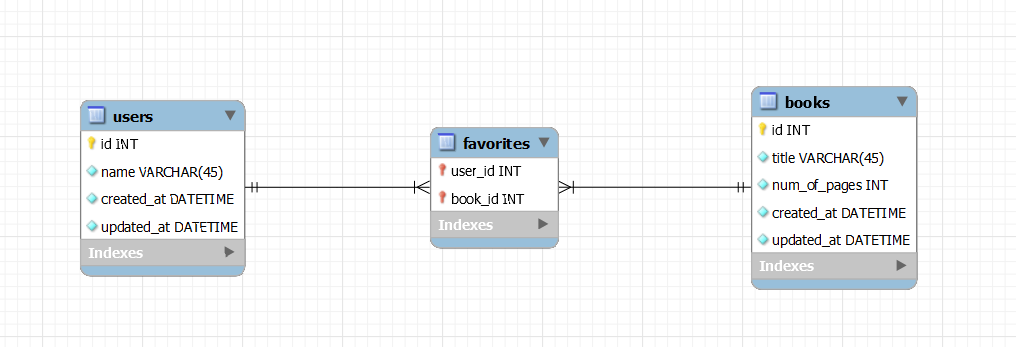 users
id INT
name VARCHAR(45)
created_at DATETIME
updated_at DATETIME
Indexes
favorites
user_id INT
book_id INT
Indexes
books
id INT
title VARCHAR(45)
num_of_pages INT
created_at DATETIME
updated_at DATETIME
Indexes